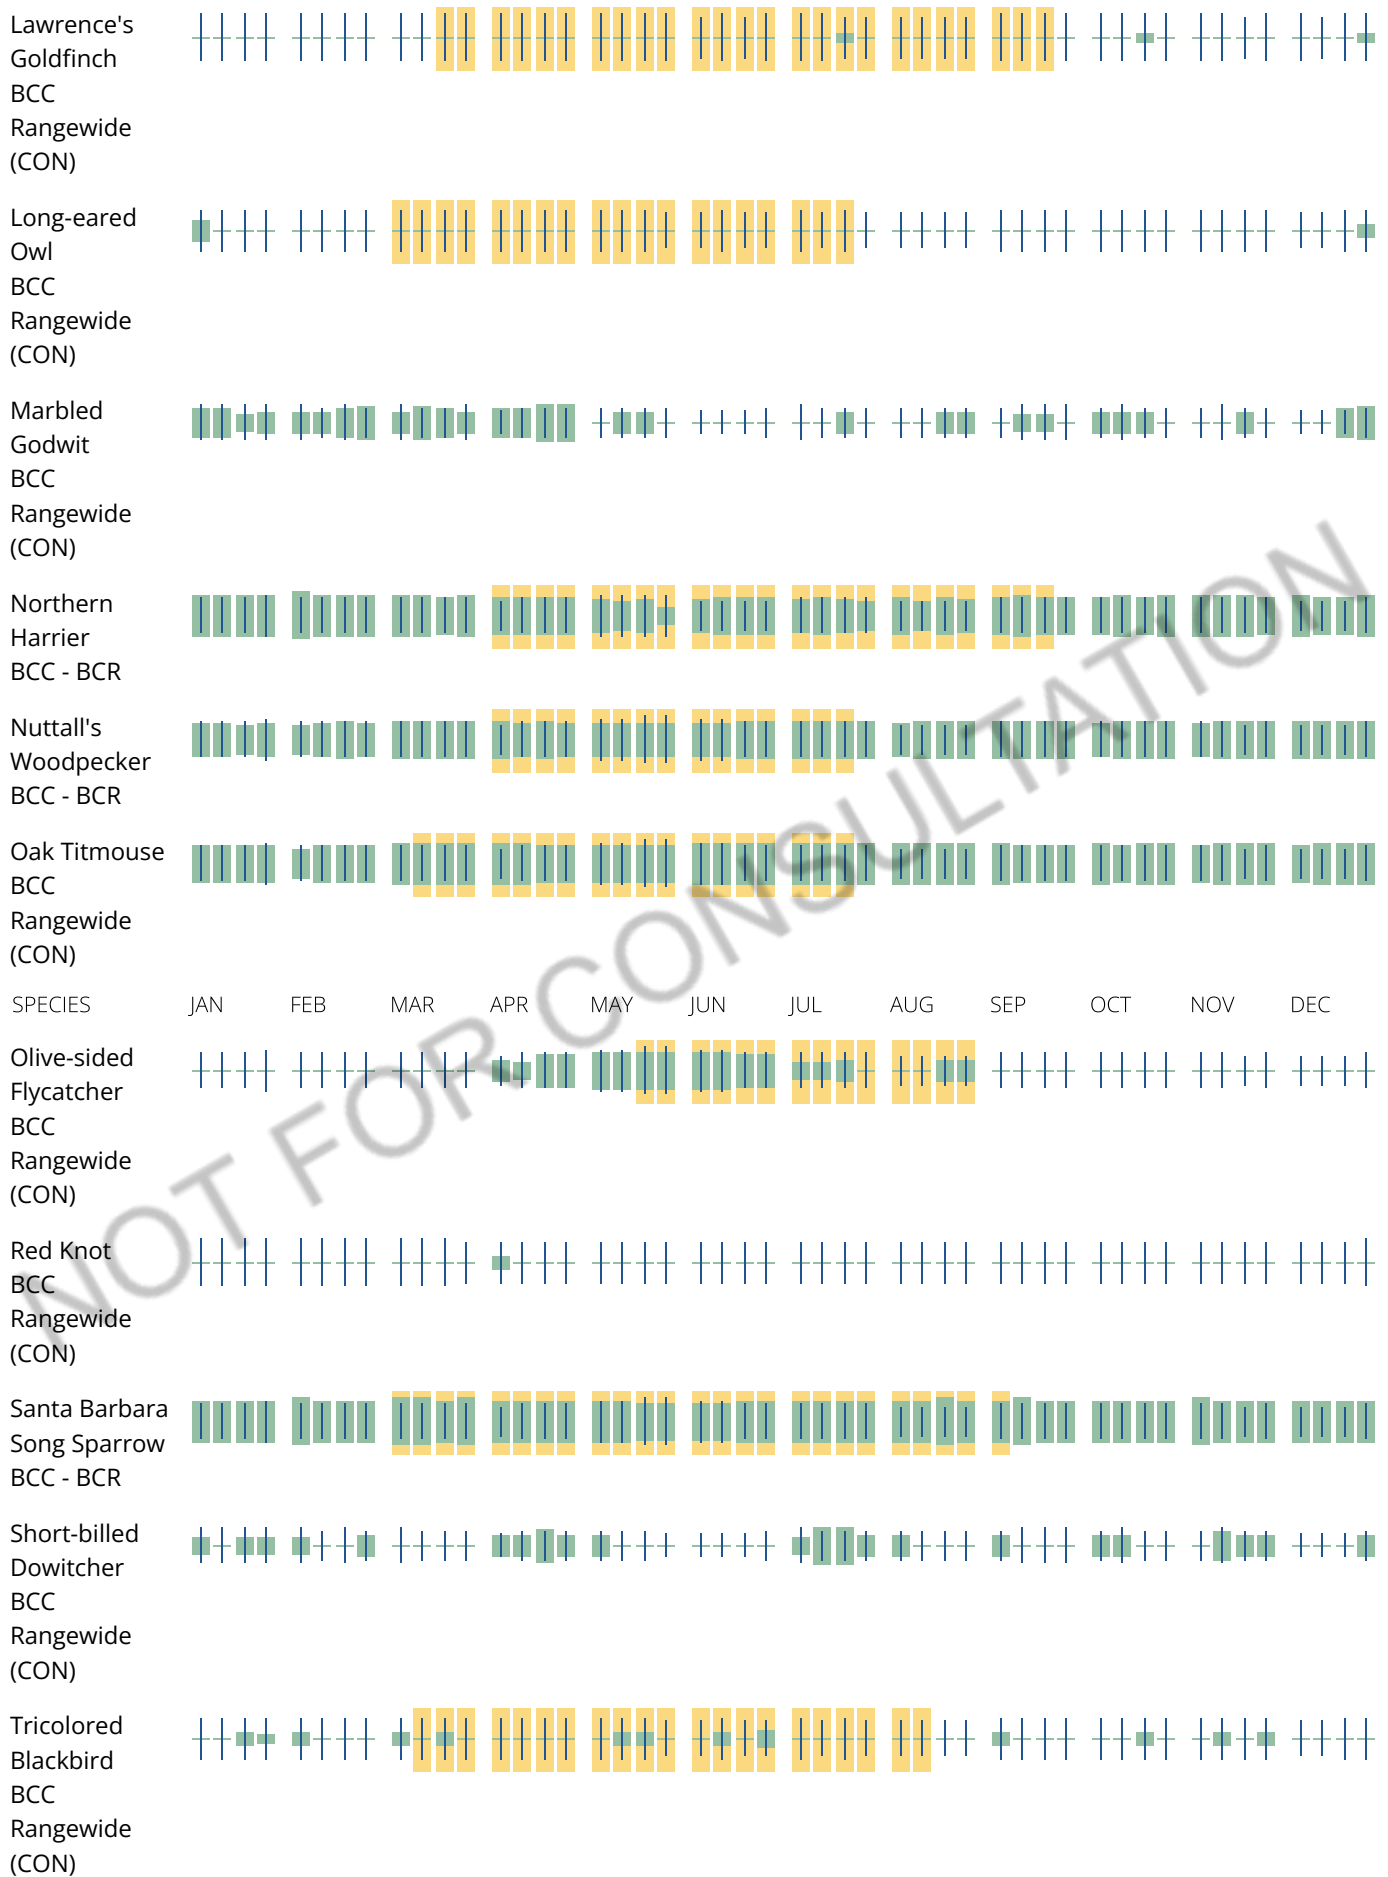 Lawrence's
Goldfinch
BCC
Rangewide
(CON)
Long-eared
Owl
BCC
Rangewide
(CON)
Marbled
Godwit
BCC
Rangewide
(CON)
Northern
Harrier
BCC - BCR
Nuttall's
Woodpecker
BCC - BCR
Oak Titmouse
BCC
Rangewide
(CON)
SPECIES JAN FEB MAR APR MAY JUN JUL AUG SEP OCT NOV DEC
Olive-sided
Flycatcher
BCC
Rangewide
(CON)
Red Knot
BCC
Rangewide
(CON)
Santa Barbara
Song Sparrow
BCC - BCR
Short-billed
Dowitcher
BCC
Rangewide
(CON)
Tricolored
Blackbird
BCC
Rangewide
(CON)
NOT FOR CONSULTATION